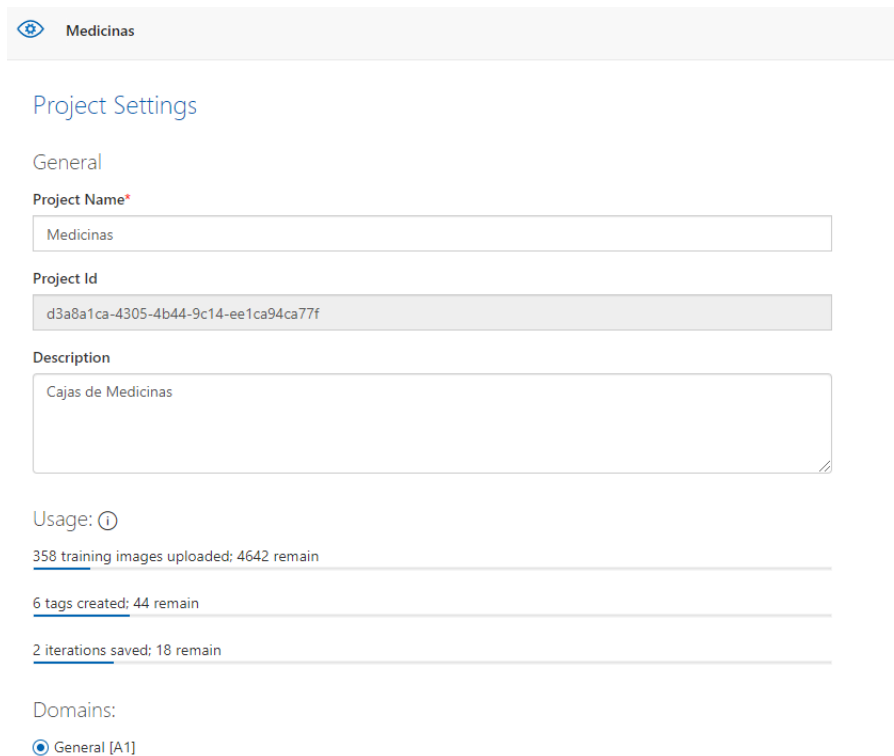 Medicinas
Project Settings
General
Project Name*
Medicinas
Project Id
d3a8a1ca-4305-4b44-9c14-ee1ca94ca77f
Description
Cajas de Medicinas
Usage:
358 training images uploaded; 4642 remain
6 tags created; 44 remain
2 iterations saved; 18 remain
Domains:
General [A1]